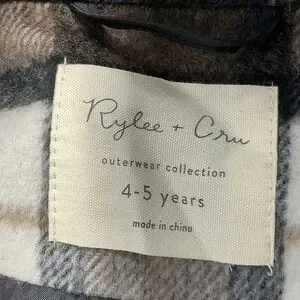 Rylee + Cru
outerwear collection
4-5 years
made in china